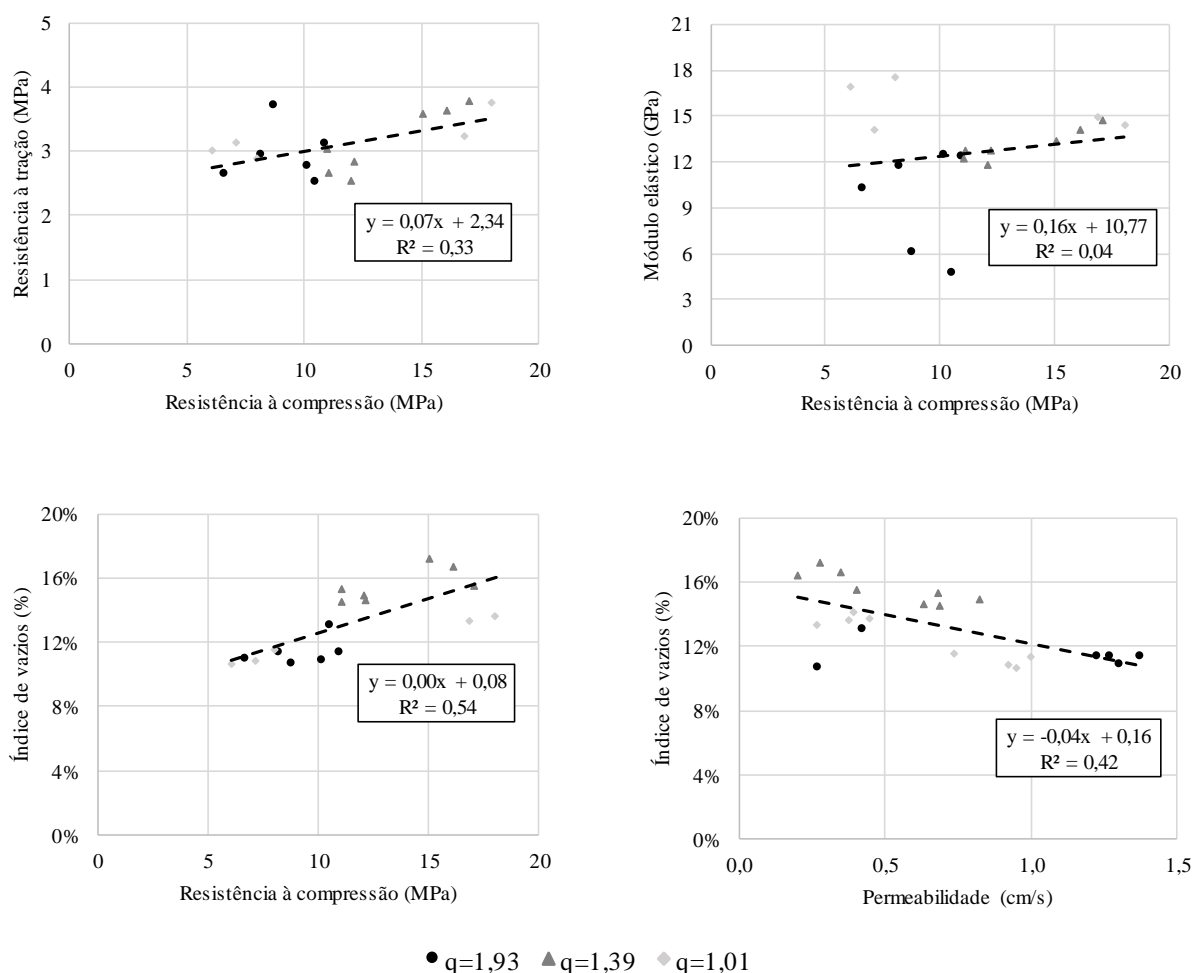 5
4
3
2
1
0
Resistência à tração (MPa)
y = 0,07x + 2,34
R² = 0,33
0 5 10 15 20
Resistência à compressão (MPa)
21
18
15
12
9
6
3
0
Módulo elástico (GPa)
y = 0,16x + 10,77
R² = 0,04
0 5 10 15 20
Resistência à compressão (MPa)
20%
16%
12%
8%
4%
0%
Índice de vazios (%)
y = 0,00x + 0,08
R² = 0,54
0 5 10 15 20
Resistência à compressão (MPa)
20%
16%
12%
8%
4%
0%
Índice de vazios (%)
y = -0,04x + 0,16
R² = 0,42
0,0 0,5 1,0 1,5
Permeabilidade (cm/s)
q=1,93 q=1,39 q=1,01